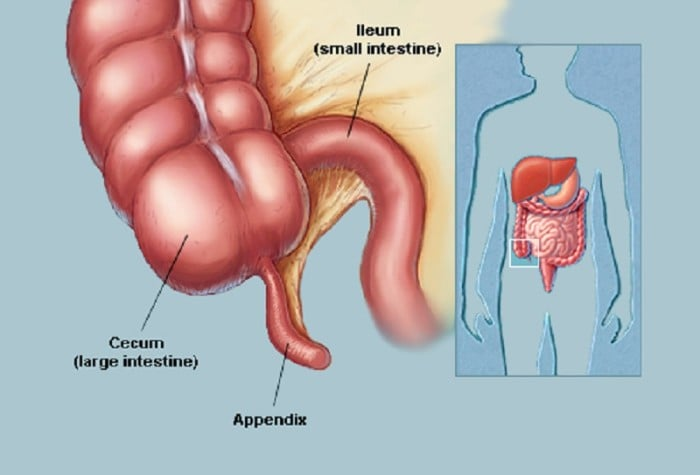 Ileum
(small intestine)
Cecum
(large intestine)
Appendix